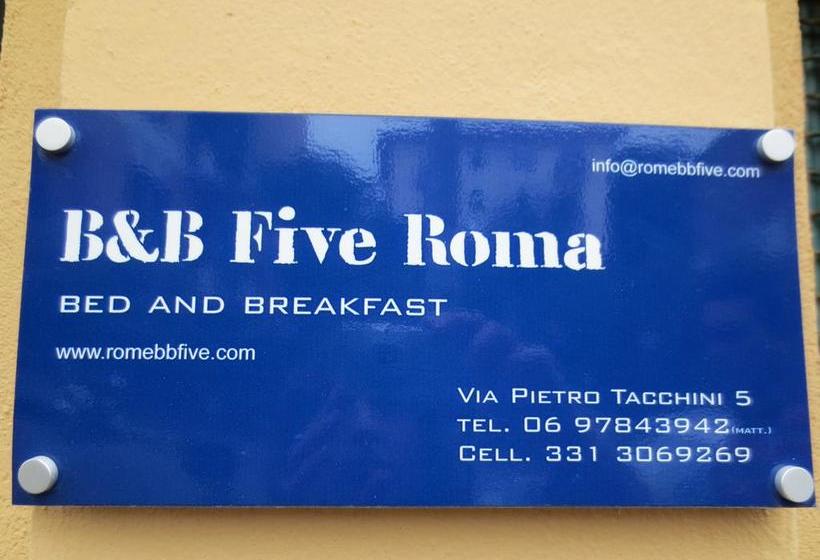 info@romebbfive.com
B&B Five Roma
BED AND BREAKFAST
www.romebbfive.com
VIA PIETRO TACCHINI 5
TEL. 06 97843942 (MATT.)
CELL. 331 3069269